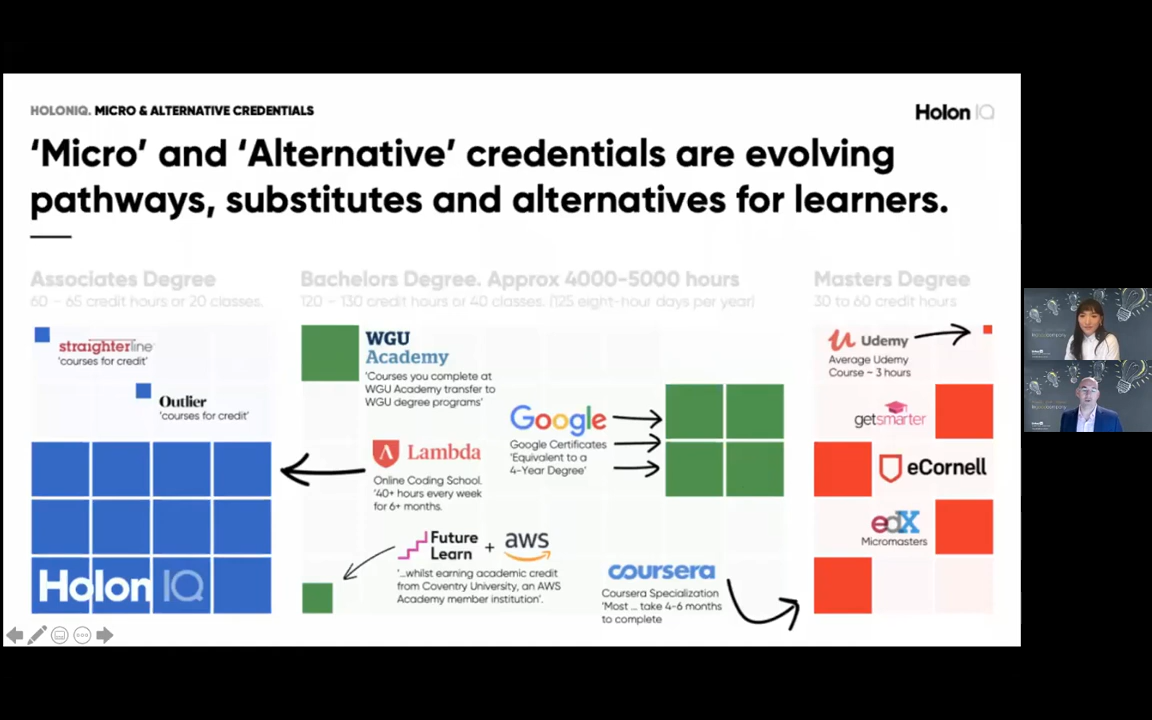 HOLONIQ. MICRO & ALTERNATIVE CREDENTIALS
Holon IQ
‘Micro’ and ‘Alternative’ credentials are evolving
pathways, substitutes and alternatives for learners.
Associates Degree
60 – 65 credit hours or 20 classes.
straighterline
'courses for credit'
Outlier
'courses for credit'
Holon IQ
Bachelors Degree. Approx 4000-5000 hours
120 – 130 credit hours or 40 classes. (125 eight-hour days per year)
WGU
Academy
'Courses you complete at
WGU Academy transfer to
WGU degree programs'
Google
Google Certificates
'Equivalent to a
4-Year Degree'
Lambda
Online Coding School.
'40+ hours every week
for 6+ months.
Future
Learn
+
aws
'...whilst earning academic credit
from Coventry University, an AWS
Academy member institution'.
coursera
Coursera Specialization
'Most ... take 4-6 months
to complete
Masters Degree
30 to 60 credit hours
Udemy
Average Udemy
Course ~ 3 hours
getsmarter
eCornell
edX
Micromasters